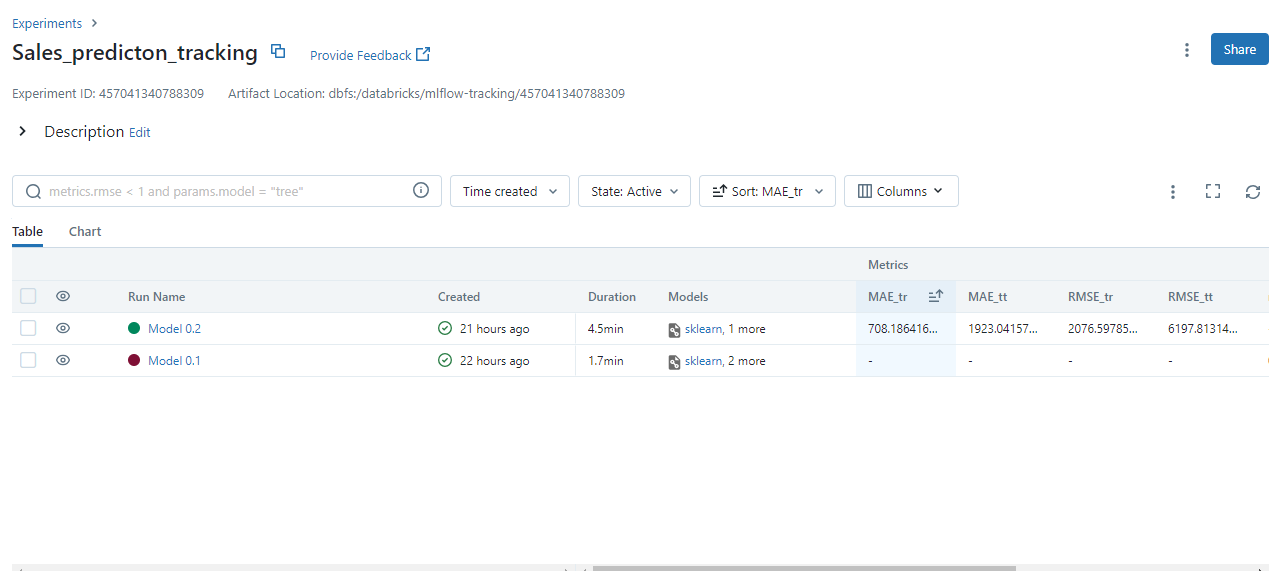 Experiments >
Sales_predicton_tracking Provide Feedback Share
Experiment ID: 457041340788309 Artifact Location: dbfs:/databricks/mlflow-tracking/457041340788309
Description Edit
metrics.rmse < 1 and params.model = "tree" Time created State: Active Sort: MAE_tr Columns
Table Chart
Metrics
Run Name Created Duration Models MAE_tr MAE_tt RMSE_tr RMSE_tt
Model 0.2 21 hours ago 4.5min sklearn, 1 more 708.186416... 1923.04157... 2076.59785... 6197.81314...
Model 0.1 22 hours ago 1.7min sklearn, 2 more - - - -